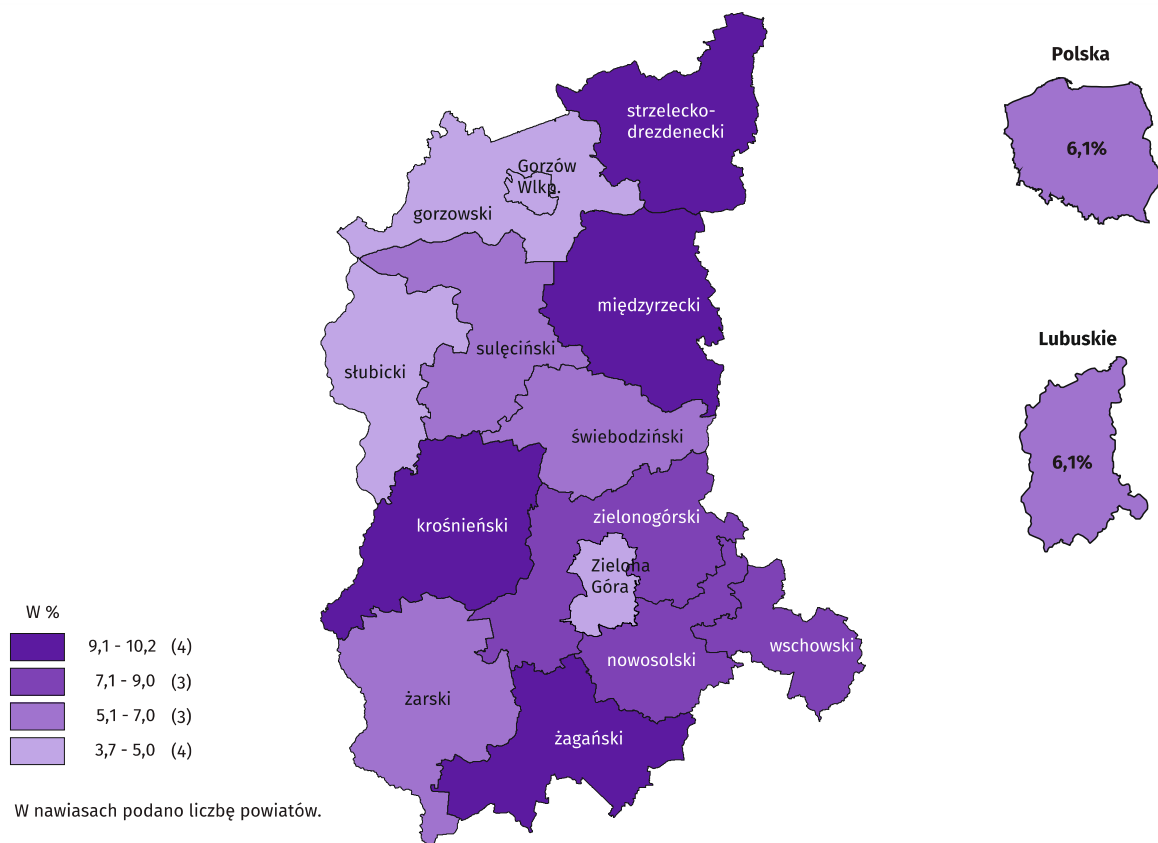 strzelecko-
drezdenecki
Gorzów
Wlkp.
gorzowski
międzyrzecki
sulęciński
słubicki
świebodziński
krośnieński
zielonogórski
Zielona
Góra
nowosolski
wschowski
żarski
żagański
Polska
6,1%
Lubuskie
6,1%
W %
9,1 - 10,2 (4)
7,1 - 9,0 (3)
5,1 - 7,0 (3)
3,7 - 5,0 (4)
W nawiasach podano liczbę powiatów.